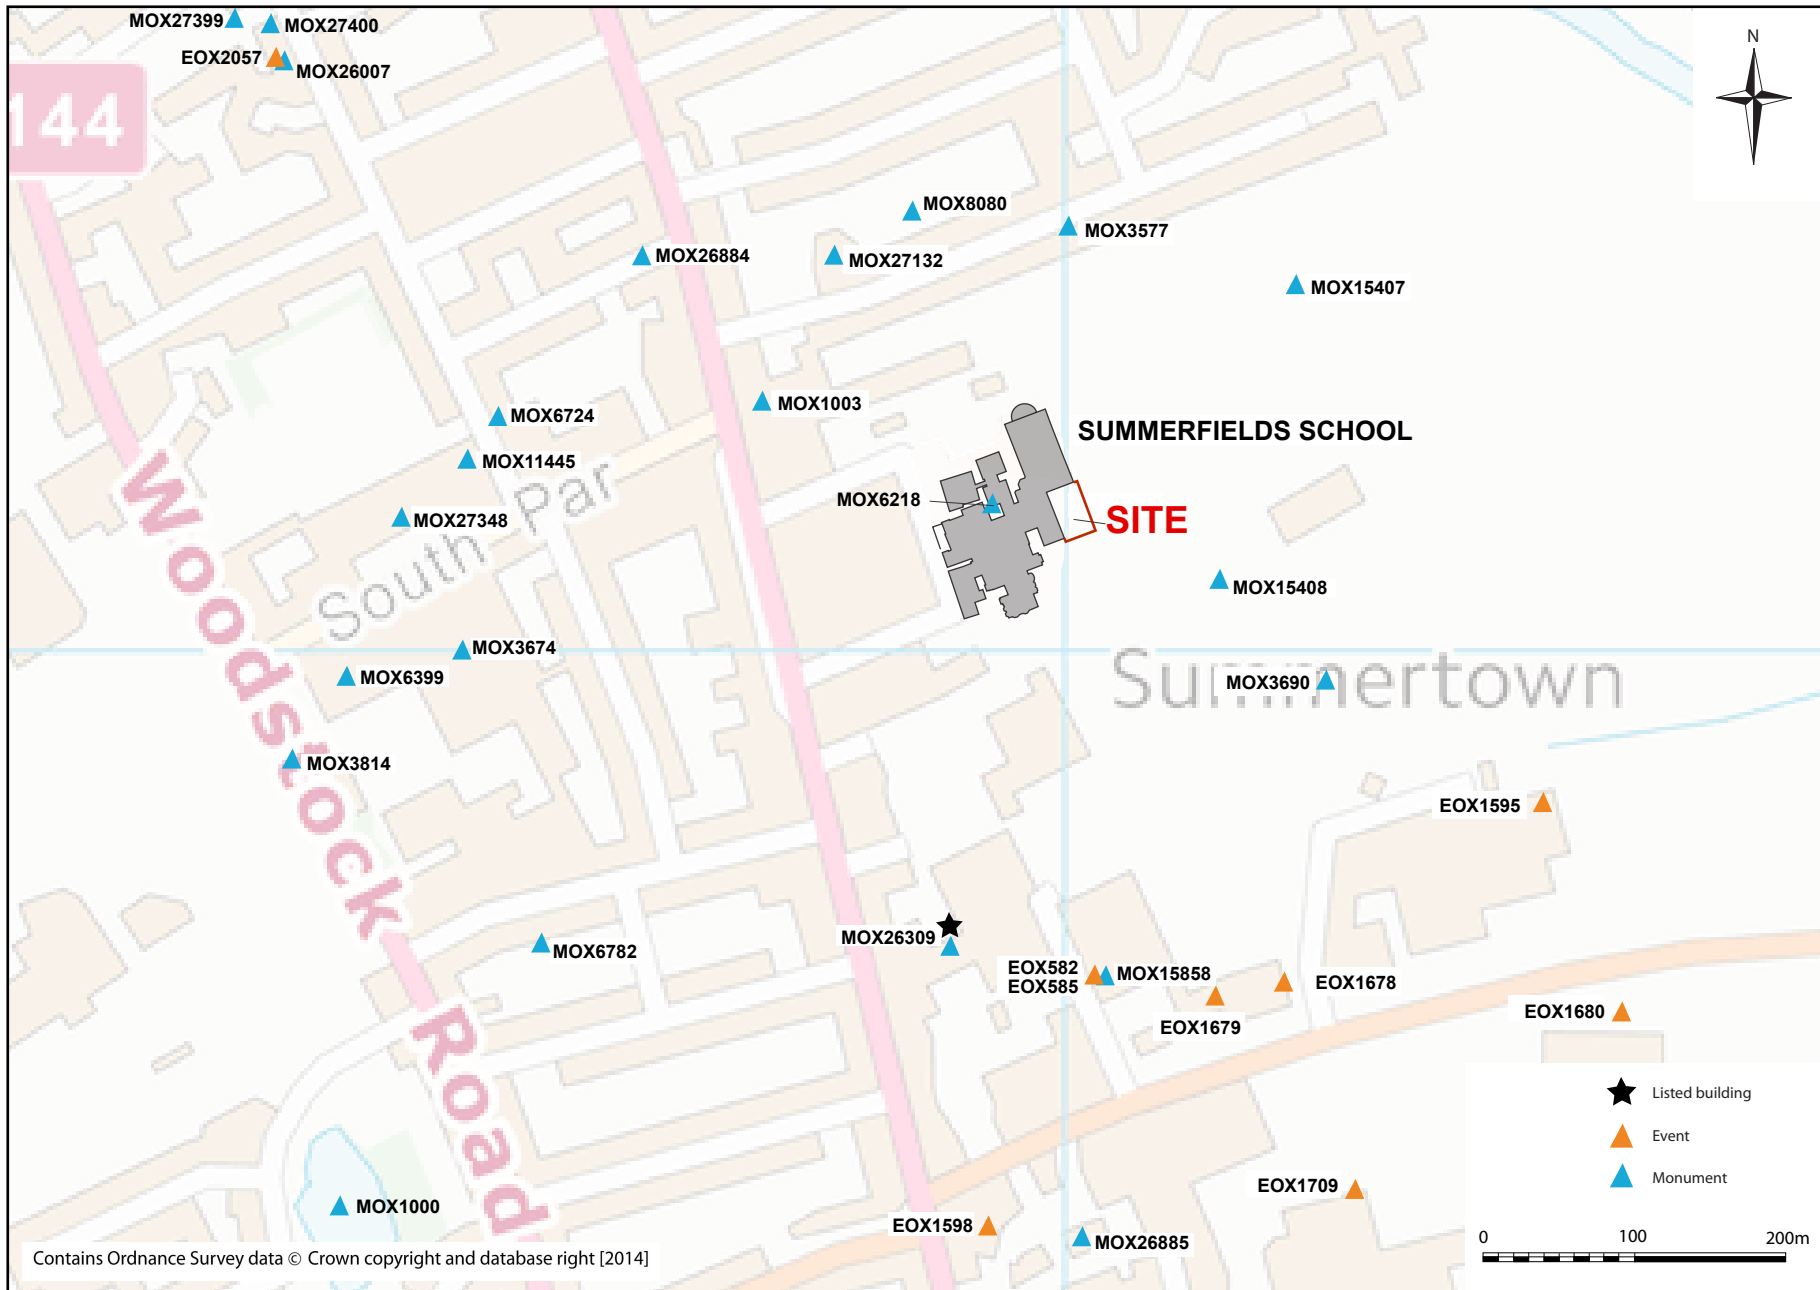 MOX27399
MOX27400
EOX2057
MOX26007
144
N
MOX8080
MOX3577
MOX26884
MOX27132
MOX15407
MOX1003
MOX6724
SUMMERFIELDS SCHOOL
MOX11445
MOX6218
MOX27348
SITE
South Par
MOX15408
MOX3674
MOX6399
Summertown
MOX3690
MOX3814
Woodstock Road
EOX1595
MOX26309
MOX6782
EOX582
EOX585
MOX15858
EOX1678
EOX1679
EOX1680
Listed building
Event
Monument
EOX1709
MOX1000
EOX1598
MOX26885
0 100 200m
Contains Ordnance Survey data © Crown copyright and database right [2014]